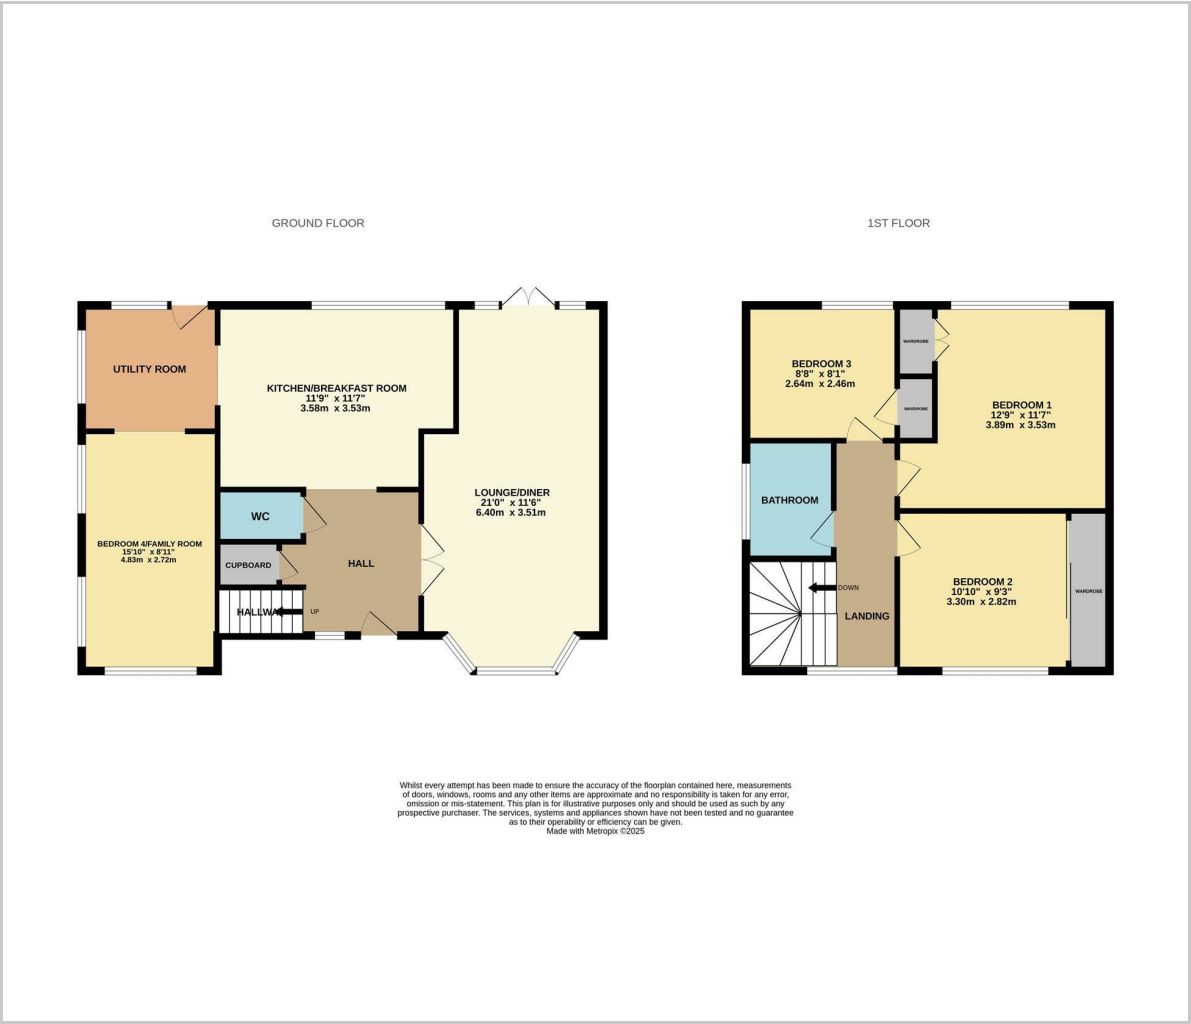 GROUND FLOOR
1ST FLOOR
UTILITY ROOM
KITCHEN/BREAKFAST ROOM
11'9" x 11'7"
3.58m x 3.53m
LOUNGE/DINER
21'0" x 11'6"
6.40m x 3.51m
WC
CUPBOARD
HALL
BEDROOM 4/FAMILY ROOM
15'10" x 8'11"
4.83m x 2.72m
HALLWA
UP
BEDROOM 3
8'8" x 8'1"
2.64m x 2.46m
WARDROBE
WARDROBE
BEDROOM 1
12'9" x 11'7"
3.89m x 3.53m
BATHROOM
BEDROOM 2
10'10" x 9'3"
3.30m x 2.82m
WARDROBE
DOWN
LANDING
Whilst every attempt has been made to ensure the accuracy of the floorplan contained here, measurements
of doors, windows, rooms and any other items are approximate and no responsibility is taken for any error,
omission or mis-statement. This plan is for illustrative purposes only and should be used as such by any
prospective purchaser. The services, systems and appliances shown have not been tested and no guarantee
as to their operability or efficiency can be given.
Made with Metropix ©2025